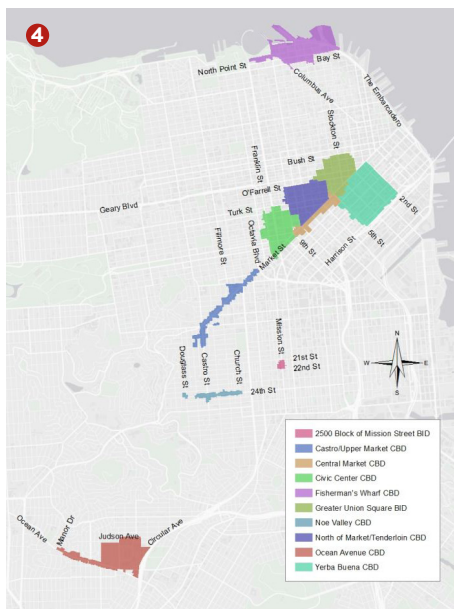 4
Bay St
North Point St
Columbus Ave
The Embarcadero
Stockton St
Franklin St
Bush St
O'Farrell St
Geary Blvd
Turk St
2nd St
Fillmore St
Octavia Blvd
Market St
9th St
Harrison St
5th St
Mission St
21st St
22nd St
Douglass St
Castro St
Church St
24th St
N
W
E
S
2500 Block of Mission Street BID
Castro/Upper Market CBD
Central Market CBD
Civic Center CBD
Fisherman's Wharf CBD
Greater Union Square BID
Noe Valley CBD
North of Market/Tenderloin CBD
Ocean Avenue CBD
Yerba Buena CBD
Ocean Ave
Manor Dr
Judson Ave
Circular Ave